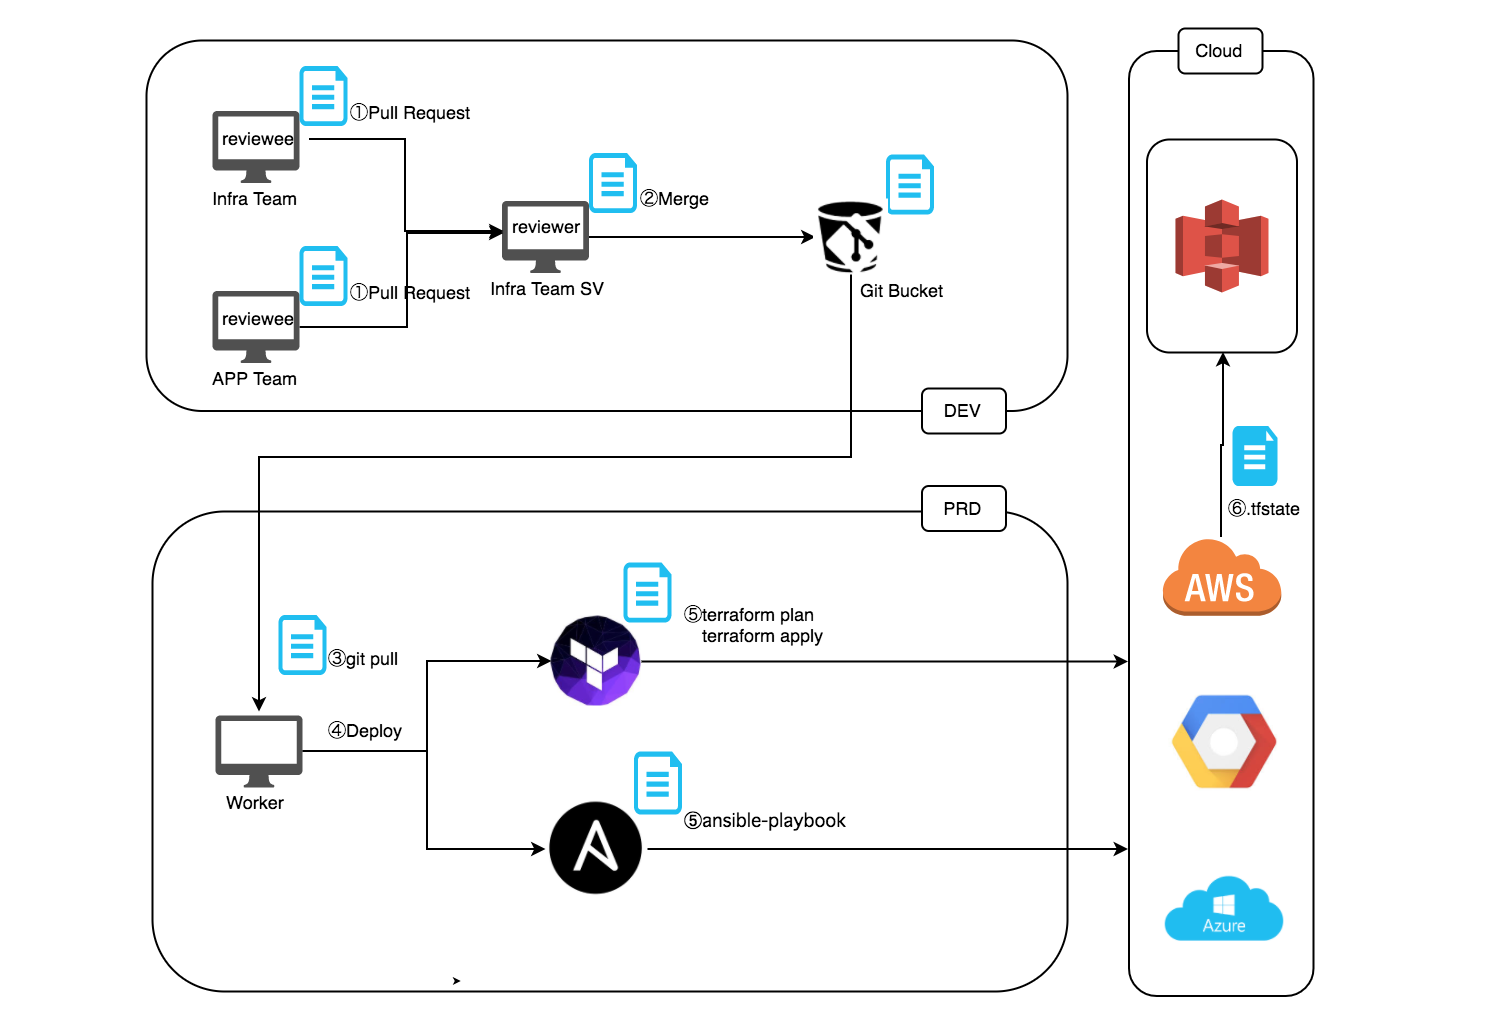 Cloud
①Pull Request
reviewee
Infra Team
②Merge
reviewer
Infra Team SV
Git Bucket
①Pull Request
reviewee
APP Team
DEV
⑥.tfstate
AWS
PRD
⑤terraform plan
terraform apply
③git pull
④Deploy
Worker
⑤ansible-playbook
Azure